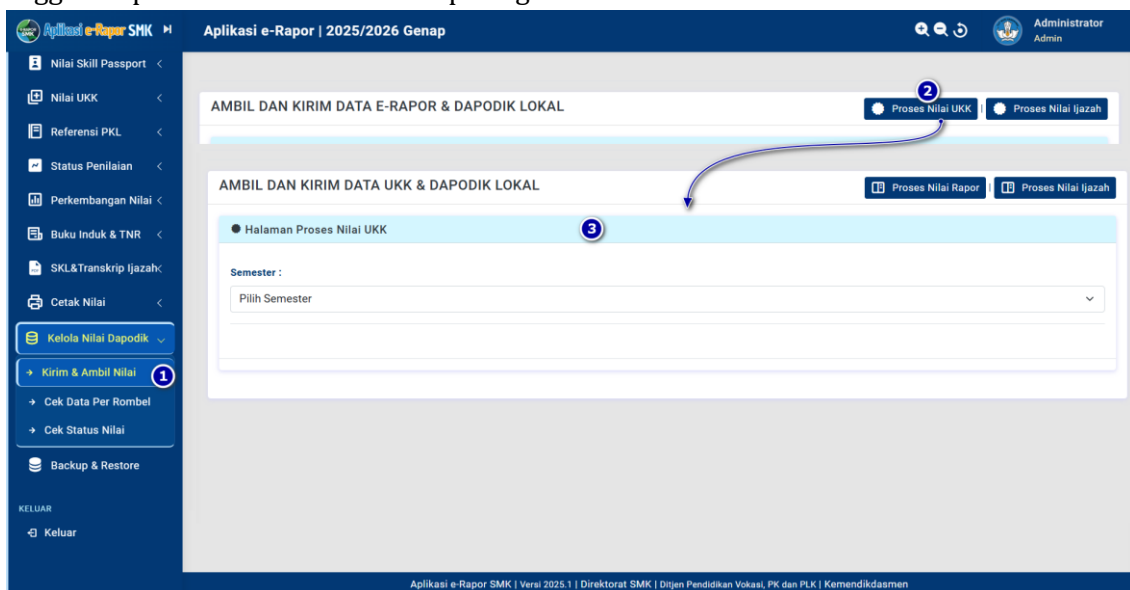 Aplikasi e-Rapor SMK
Aplikasi e-Rapor | 2025/2026 Genap
Administrator
Admin
Nilai Skill Passport
Nilai UKK
Referensi PKL
Status Penilaian
Perkembangan Nilai
Buku Induk & TNR
SKL&Transkrip Ijazah
Cetak Nilai
Kelola Nilai Dapodik
Kirim & Ambil Nilai
1
Cek Data Per Rombel
Cek Status Nilai
Backup & Restore
KELUAR
Keluar
AMBIL DAN KIRIM DATA E-RAPOR & DAPODIK LOKAL
2
Proses Nilai UKK | Proses Nilai Ijazah
AMBIL DAN KIRIM DATA UKK & DAPODIK LOKAL
Proses Nilai Rapor | Proses Nilai Ijazah
Halaman Proses Nilai UKK
3
Semester :
Pilih Semester
Aplikasi e-Rapor SMK | Versi 2025.1 | Direktorat SMK | Ditjen Pendidikan Vokasi, PK dan PLK | Kemendikdasmen